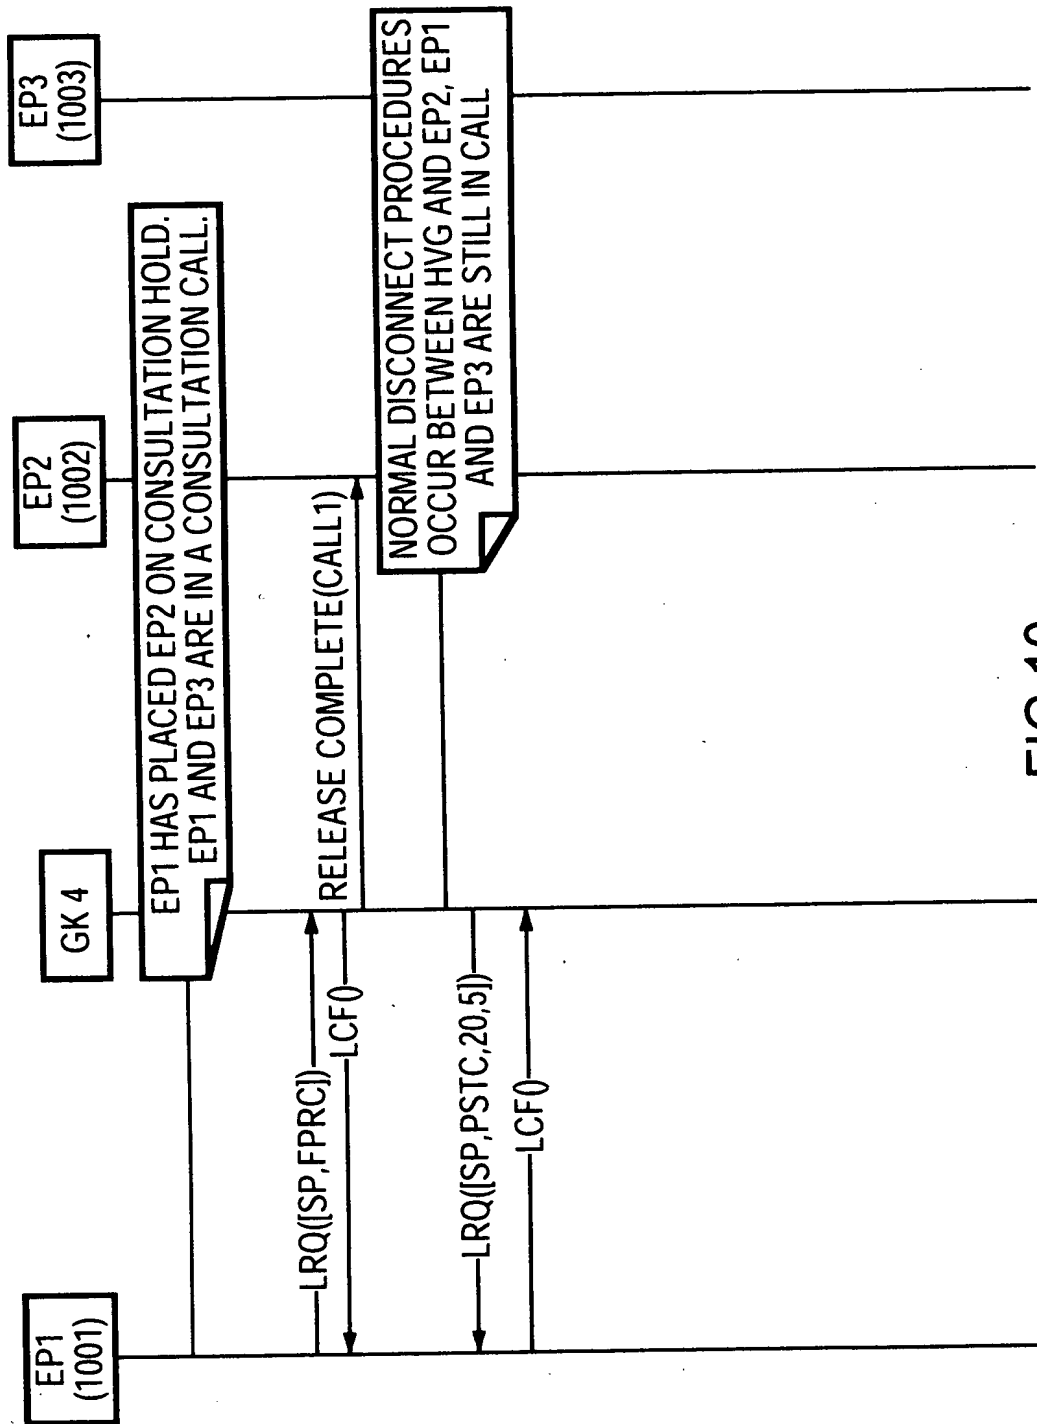 EP1
(1001)
GK 4
EP2
(1002)
EP3
(1003)
EP1 HAS PLACED EP2 ON CONSULTATION HOLD.
EP1 AND EP3 ARE IN A CONSULTATION CALL.
LRQ([SP,FPRC])
LCF()
RELEASE COMPLETE(CALL1)
NORMAL DISCONNECT PROCEDURES
OCCUR BETWEEN HVG AND EP2, EP1
AND EP3 ARE STILL IN CALL
LRQ([SP,PSTC,20,5])
LCF()